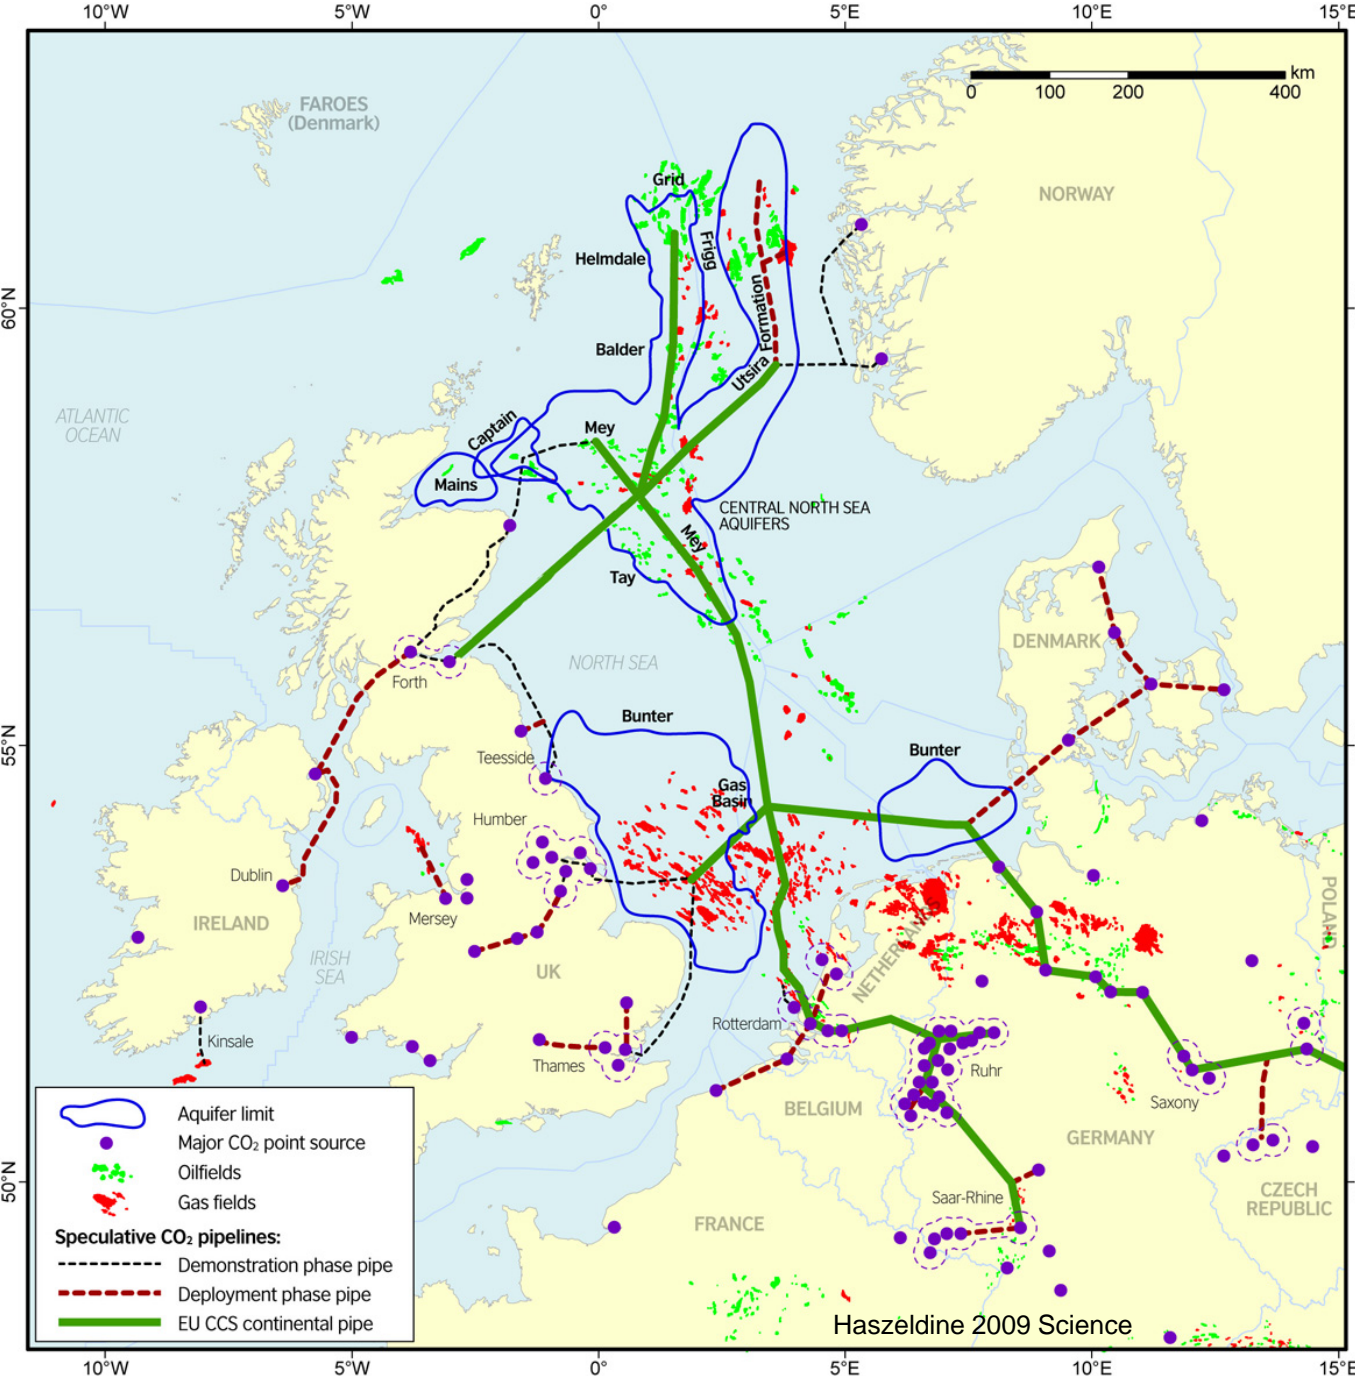 10°W 5°W 0° 5°E 10°E 15°E
FAROES
(Denmark)
km
0 100 200 400
NORWAY
Grid
Frigg
Helmdale
Utsira Formation
60°N
Balder
ATLANTIC
OCEAN
Captain
Mey
Mains
CENTRAL NORTH SEA
AQUIFERS
Mey
Tay
DENMARK
NORTH SEA
Forth
55°N
Bunter
Bunter
Teesside
Gas
Basin
Humber
Dublin
Mersey
IRELAND
POLAND
NETHERLANDS
IRISH
SEA
UK
Rotterdam
Kinsale
Thames
Ruhr
BELGIUM
Saxony
GERMANY
50°N
Saar-Rhine
CZECH
REPUBLIC
FRANCE
Aquifer limit
Major CO₂ point source
Oilfields
Gas fields
Speculative CO₂ pipelines:
Demonstration phase pipe
Deployment phase pipe
EU CCS continental pipe
Haszeldine 2009 Science
10°W 5°W 0° 5°E 10°E 15°E